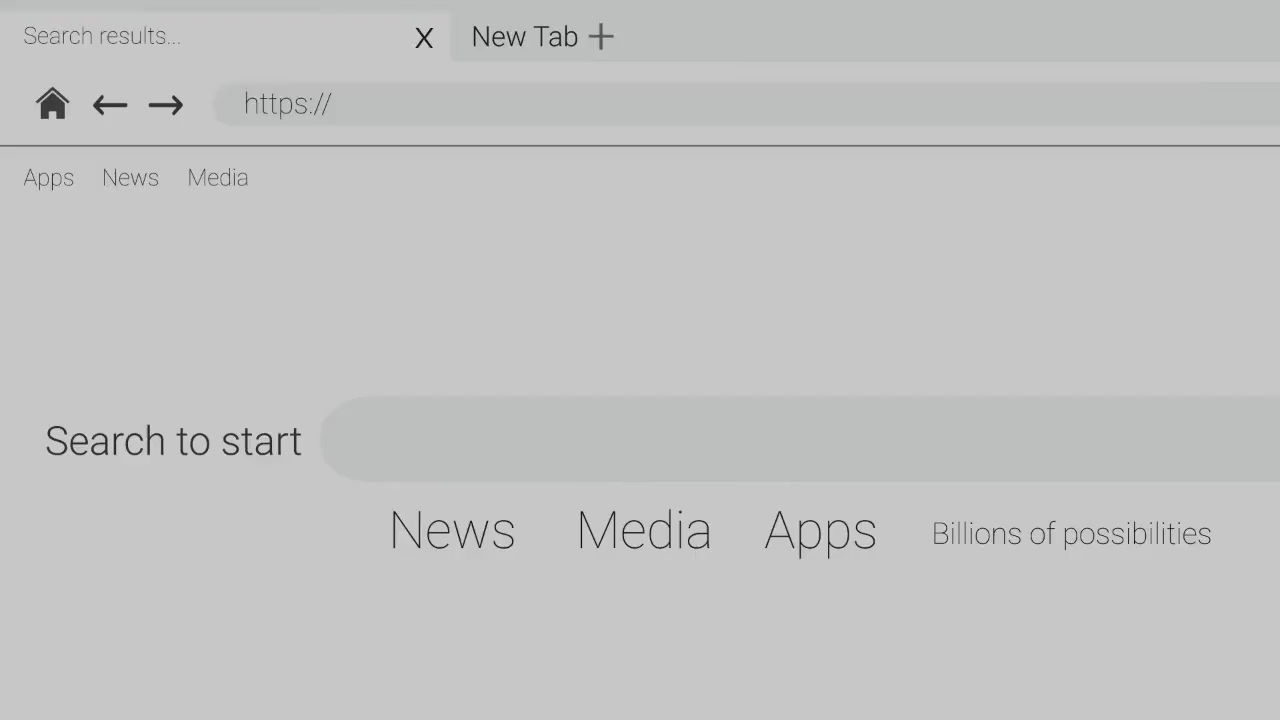 Search results... X New Tab +
https://
Apps News Media
Search to start
News Media Apps Billions of possibilities